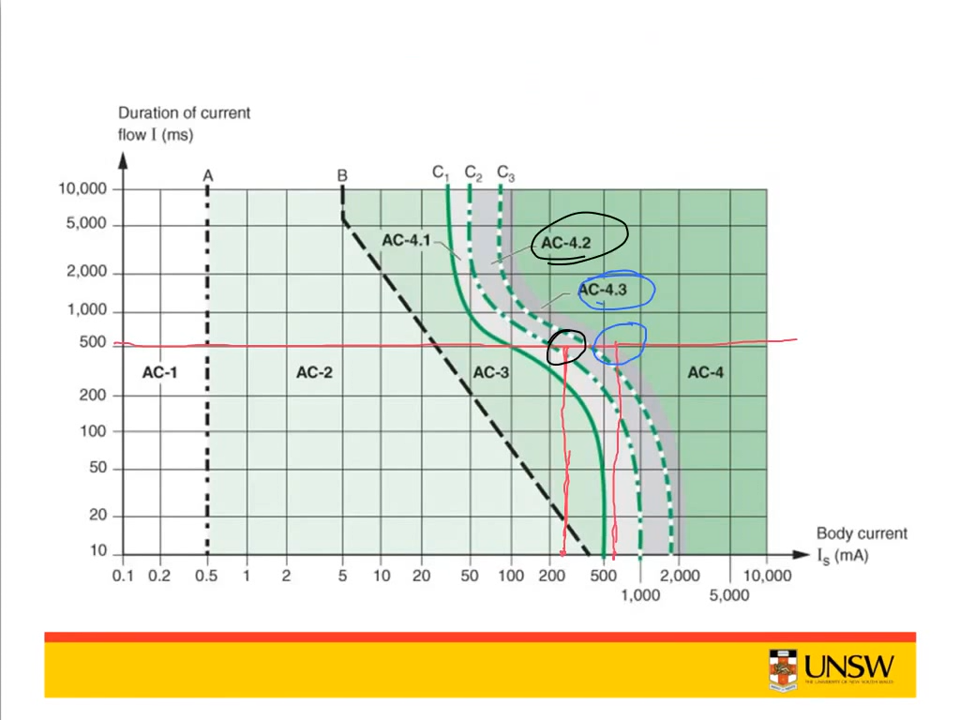 Duration of current
flow I (ms)
A B C1 C2 C3
10,000
5,000
AC-4.1 AC-4.2
2,000
AC-4.3
1,000
500
AC-1 AC-2 AC-3 AC-4
200
100
50
20
Body current
10
Is (mA)
0.1 0.2 0.5 1 2 5 10 20 50 100 200 500 2,000 10,000
1,000 5,000
UNSW